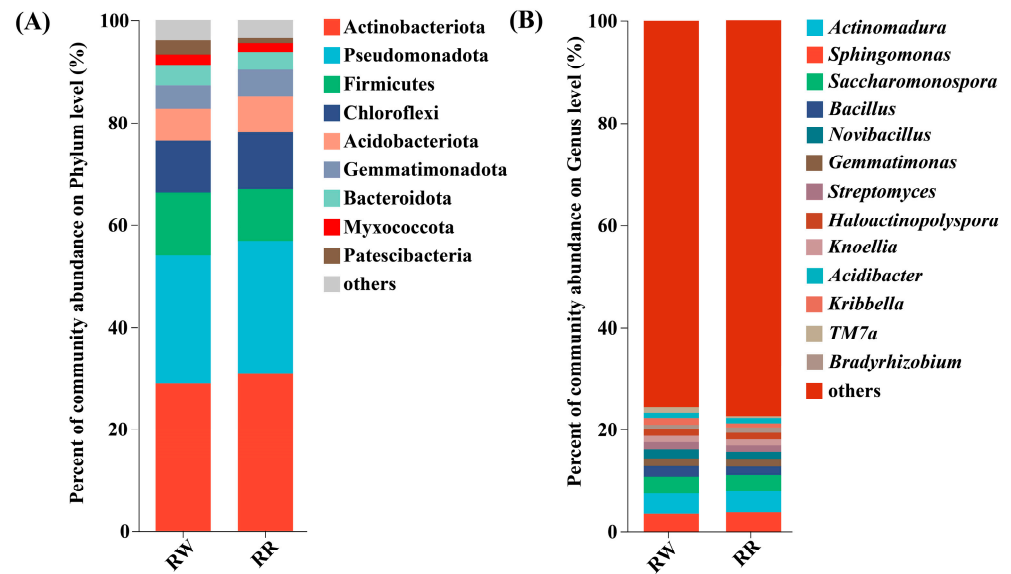 (A)
Percent of community abundance on Phylum level (%)
100
80
60
40
20
0
RW
RR
Actinobacteriota
Pseudomonadota
Firmicutes
Chloroflexi
Acidobacteriota
Gemmatimonadota
Bacteroidota
Myxococcota
Patescibacteria
others
(B)
Percent of community abundance on Genus level (%)
100
80
60
40
20
0
RW
RR
Actinomadura
Sphingomonas
Saccharomonospora
Bacillus
Novibacillus
Gemmatimonas
Streptomyces
Haloactinopolyspora
Knoellia
Acidibacter
Kribbella
TM7a
Bradyrhizobium
others